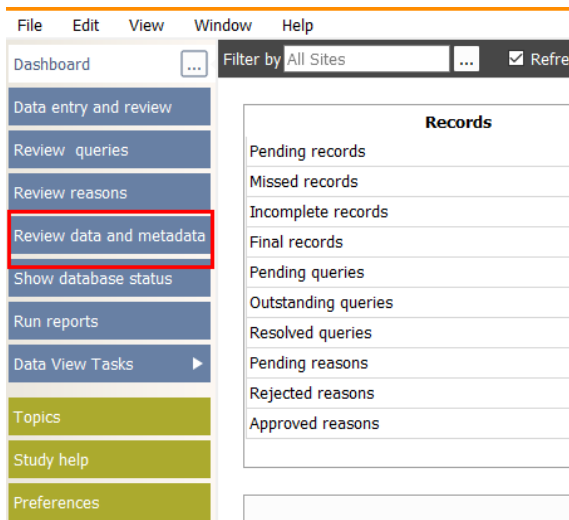 File Edit View Window Help
Dashboard ...
Filter by All Sites ... Refre
Data entry and review
Review queries
Review reasons
Review data and metadata
Show database status
Run reports
Data View Tasks
Topics
Study help
Preferences
Records
Pending records
Missed records
Incomplete records
Final records
Pending queries
Outstanding queries
Resolved queries
Pending reasons
Rejected reasons
Approved reasons